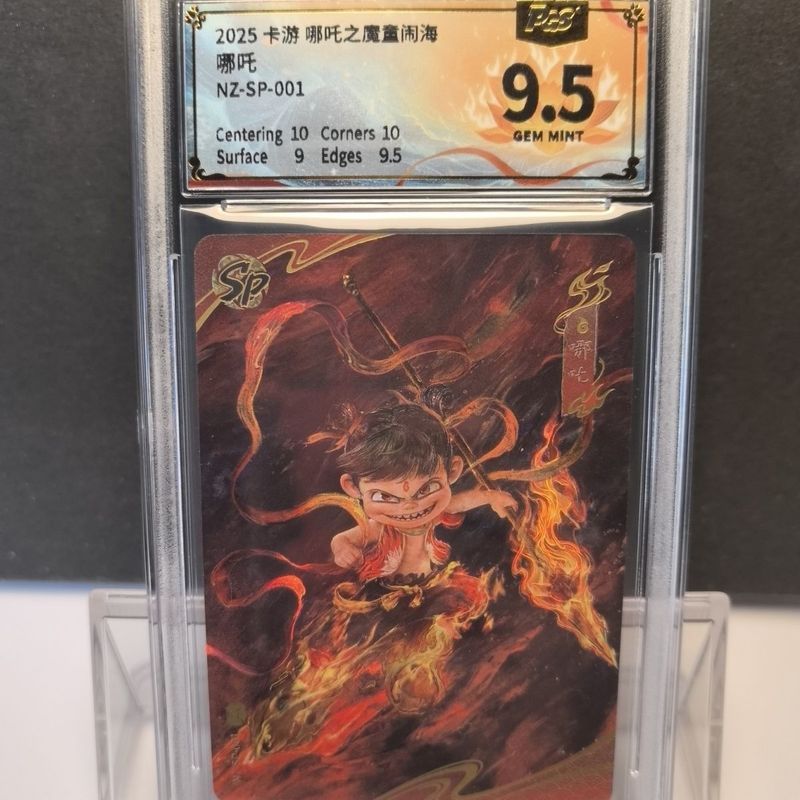 2025 卡游 哪吒之魔童闹海
哪吒
NZ-SP-001
Centering 10 Corners 10
Surface 9 Edges 9.5
9.5
GEM MINT
SP
哪吒